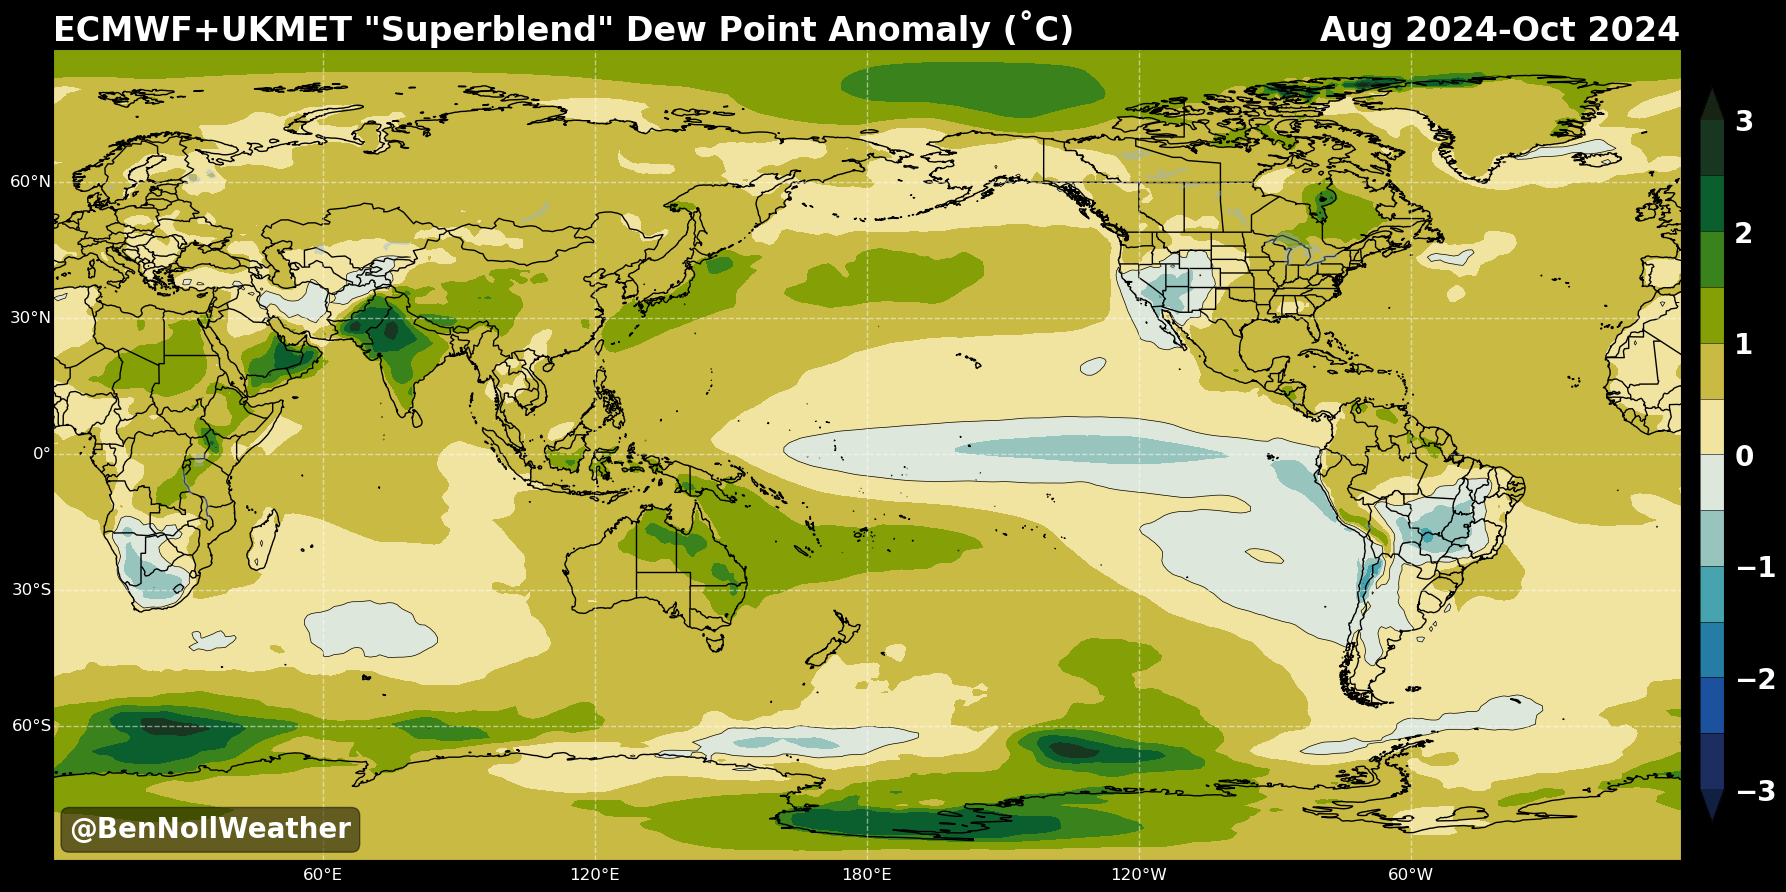 ECMWF+UKMET "Superblend" Dew Point Anomaly (˚C)
Aug 2024-Oct 2024
60°N
30°N
0°
30°S
60°S
60°E
120°E
180°E
120°W
60°W
3
2
1
0
−1
−2
−3
@BenNollWeather